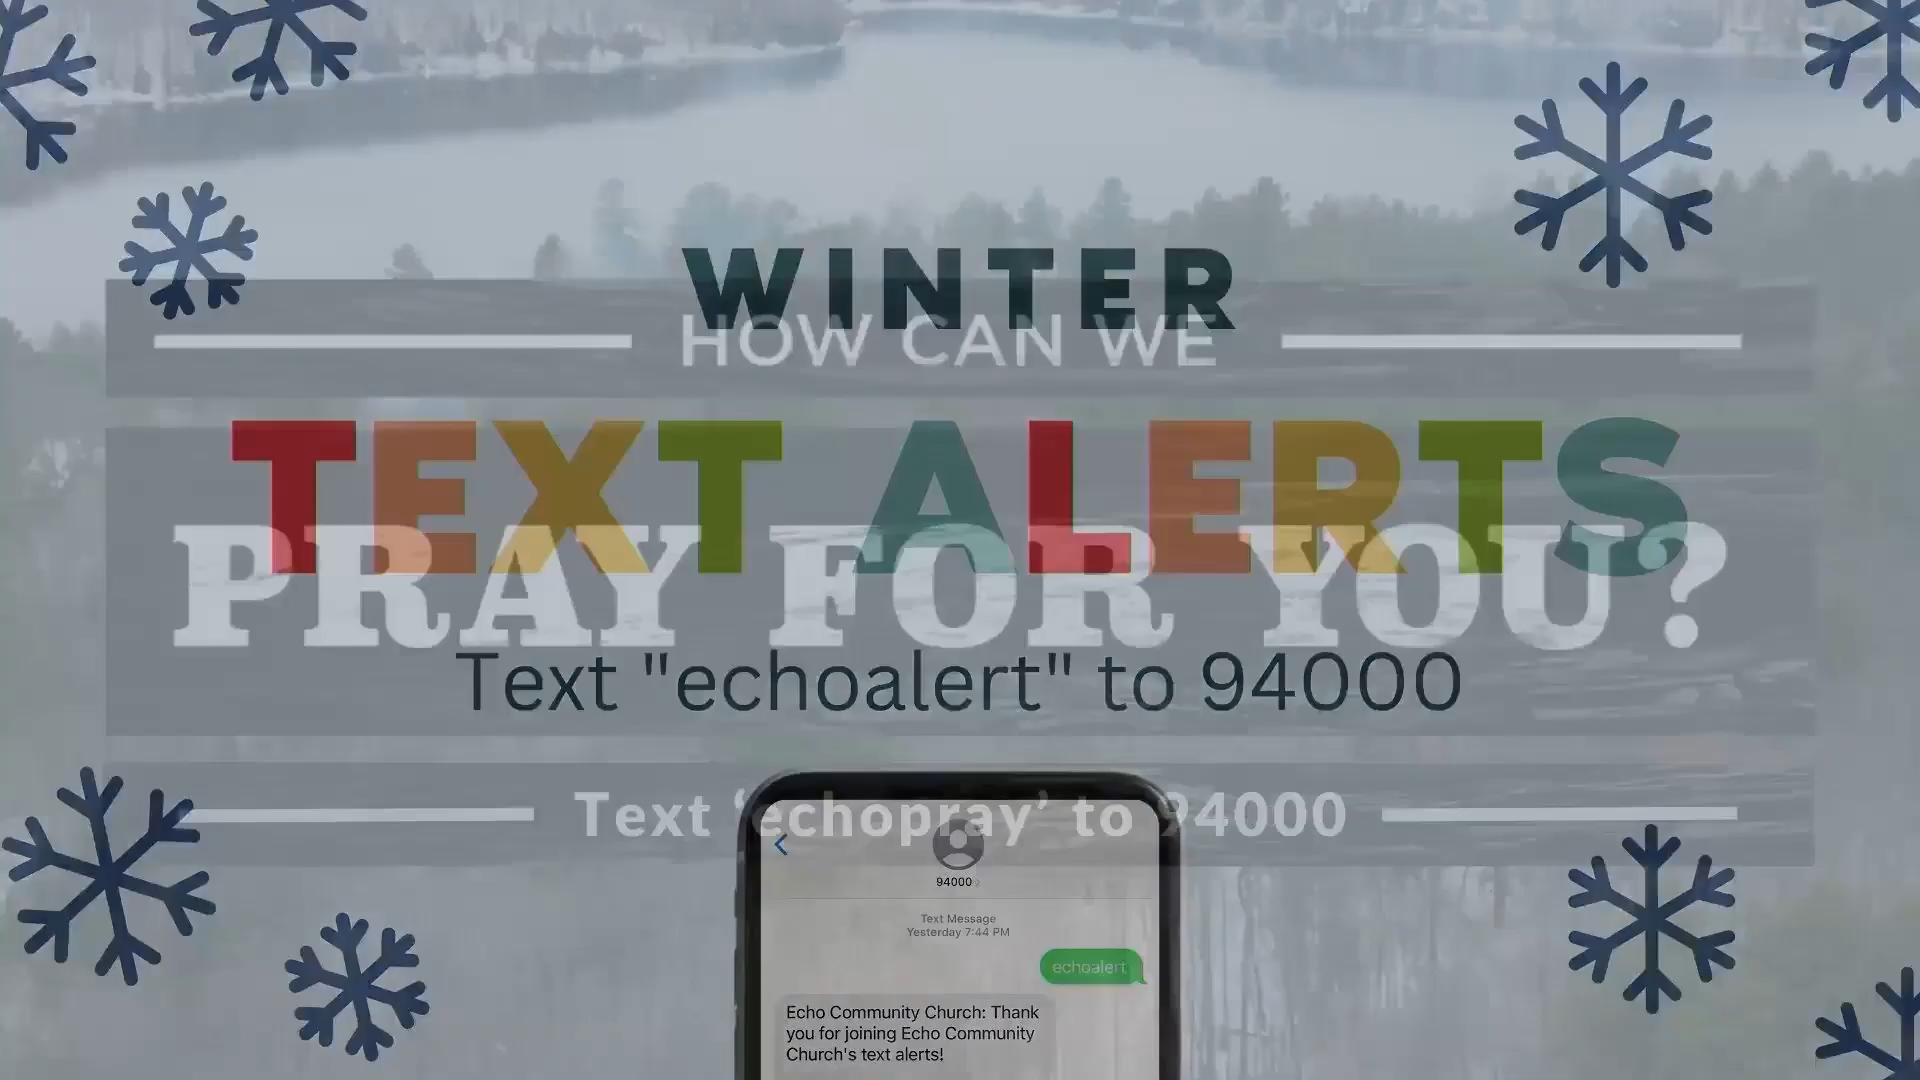 WINTER
HOW CAN WE
TEXT ALERTS
PRAY FOR YOU?
Text "echoalert" to 94000
Text ‘echopray’ to 94000
94000
Text Message
Yesterday 7:44 PM
echoalert
Echo Community Church: Thank
you for joining Echo Community
Church's text alerts!